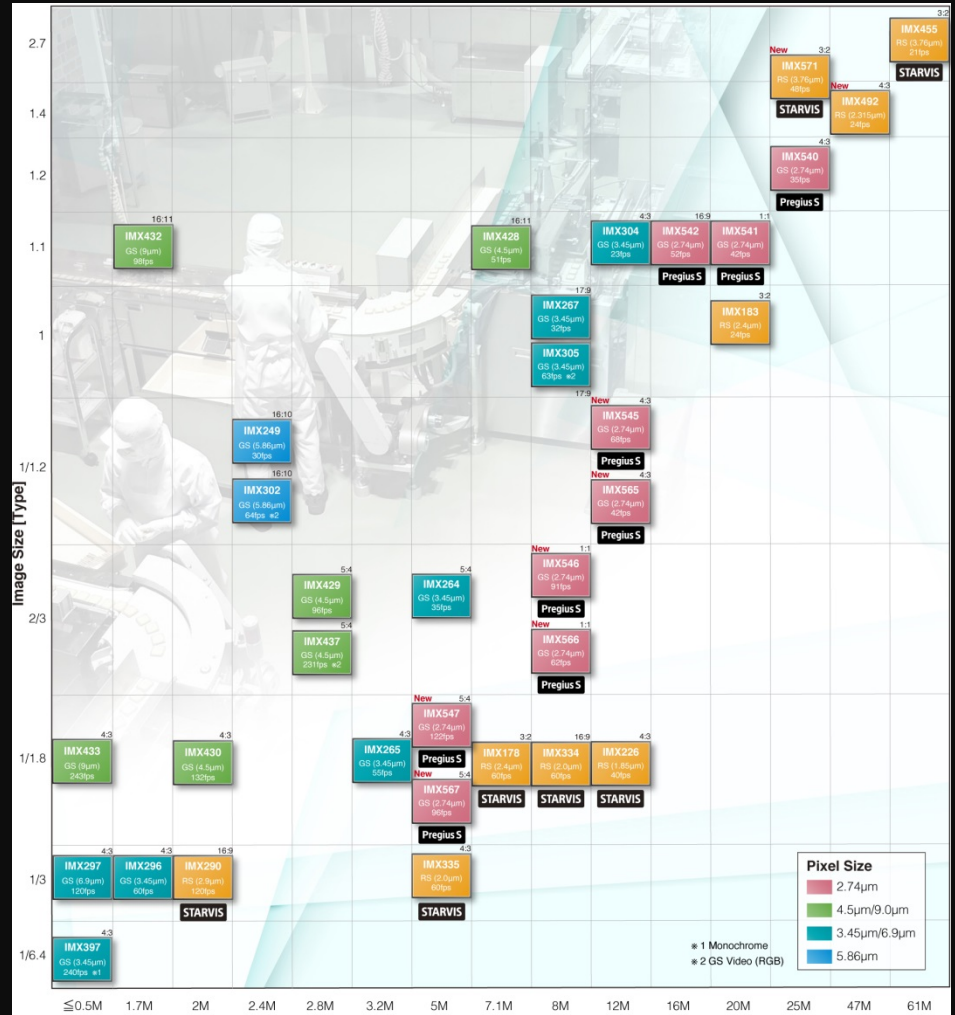 Image Size [Type]
2.7
3:2
IMX455
RS (3.76μm)
21fps
STARVIS
New 3:2
IMX571
RS (3.76μm)
48fps
STARVIS
1.4
New 4:3
IMX492
RS (2.315μm)
24fps
1.2
4:3
IMX540
GS (2.74μm)
35fps
Pregius S
1.1
16:11
IMX432
GS (9μm)
98fps
16:11
IMX428
GS (4.5μm)
51fps
4:3
IMX304
GS (3.45μm)
23fps
16:9
IMX542
GS (2.74μm)
52fps
Pregius S
1:1
IMX541
GS (2.74μm)
42fps
Pregius S
1
17:9
IMX267
GS (3.45μm)
32fps
IMX305
GS (3.45μm)
63fps ※2
17:9
3:2
IMX183
RS (2.4μm)
24fps
1/1.2
16:10
IMX249
GS (5.86μm)
30fps
16:10
IMX302
GS (5.86μm)
64fps ※2
New 4:3
IMX545
GS (2.74μm)
68fps
Pregius S
New 4:3
IMX565
GS (2.74μm)
42fps
Pregius S
2/3
5:4
IMX429
GS (4.5μm)
96fps
5:4
IMX437
GS (4.5μm)
231fps ※2
5:4
IMX264
GS (3.45μm)
35fps
New 1:1
IMX546
GS (2.74μm)
91fps
Pregius S
New 1:1
IMX566
GS (2.74μm)
62fps
Pregius S
1/1.8
4:3
IMX433
GS (9μm)
243fps
4:3
IMX430
GS (4.5μm)
132fps
4:3
IMX265
GS (3.45μm)
55fps
New 5:4
IMX547
GS (2.74μm)
122fps
Pregius S
New 5:4
IMX567
GS (2.74μm)
96fps
Pregius S
3:2
IMX178
RS (2.4μm)
60fps
STARVIS
16:9
IMX334
RS (2.0μm)
60fps
STARVIS
4:3
IMX226
RS (1.85μm)
40fps
STARVIS
1/3
4:3
IMX297
GS (6.9μm)
120fps
4:3
IMX296
GS (3.45μm)
60fps
16:9
IMX290
RS (2.9μm)
120fps
STARVIS
4:3
IMX335
RS (2.0μm)
60fps
STARVIS
1/6.4
4:3
IMX397
GS (3.45μm)
240fps ※1
※ 1 Monochrome
※ 2 GS Video (RGB)
Pixel Size
2.74μm
4.5μm/9.0μm
3.45μm/6.9μm
5.86μm
≦0.5M 1.7M 2M 2.4M 2.8M 3.2M 5M 7.1M 8M 12M 16M 20M 25M 47M 61M